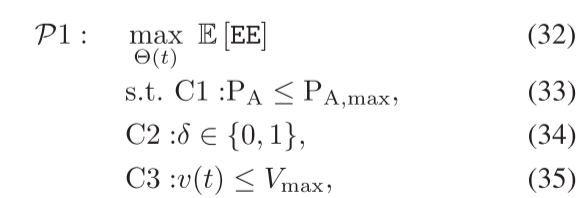 𝒫1 : max_{Θ(t)} 𝔼 [EE] (32)
s.t. C1 :P_A ≤ P_{A,max}, (33)
C2 :δ ∈ {0, 1}, (34)
C3 :v(t) ≤ V_max, (35)